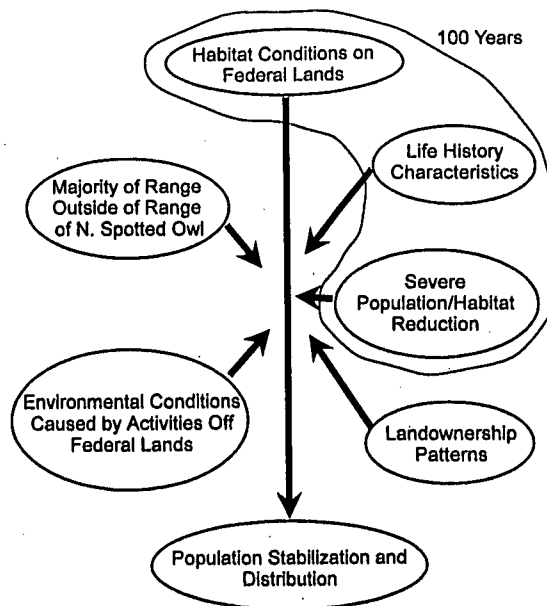 100 Years
Habitat Conditions on
Federal Lands
Life History
Characteristics
Majority of Range
Outside of Range
of N. Spotted Owl
Severe
Population/Habitat
Reduction
Environmental Conditions
Caused by Activities Off
Federal Lands
Landownership
Patterns
Population Stabilization and
Distribution